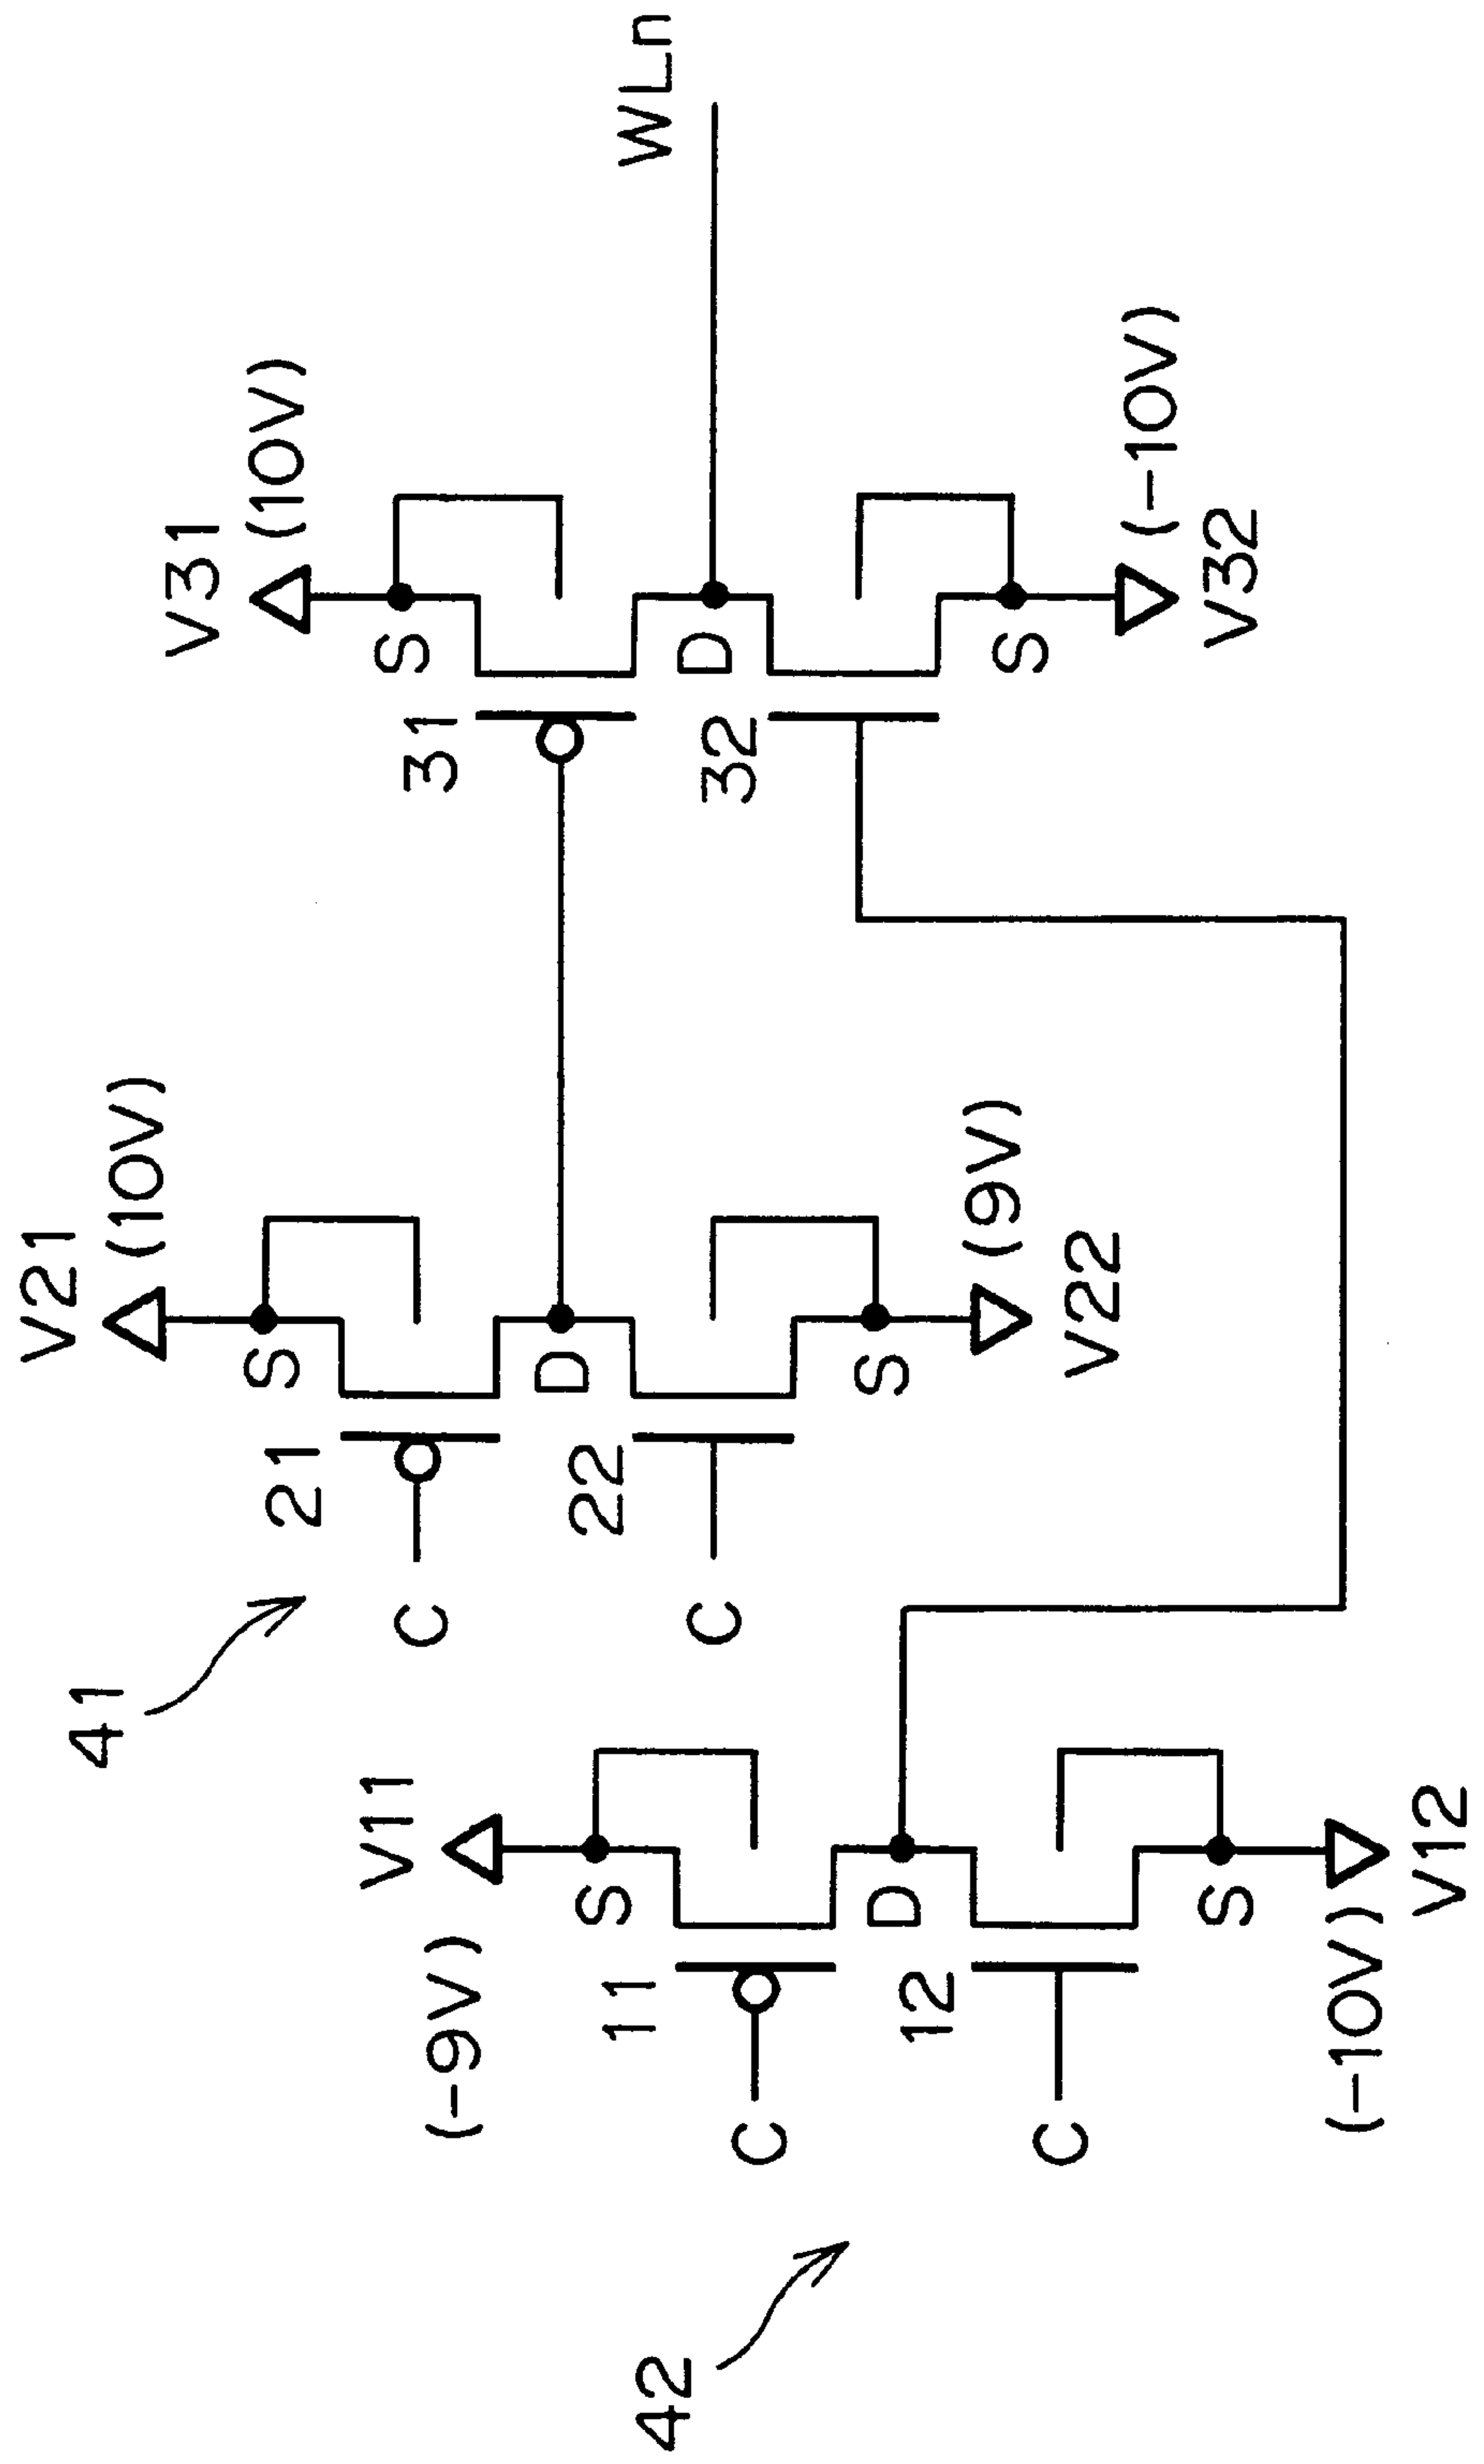 V21
(10V)
V31
(10V)
41
21
S
31
S
C
V11
(-9V)
D
D
WLn
22
32
C
S
11
S
S
C
(9V)
V22
(-10V)
V32
D
42
12
C
S
(-10V)
V12